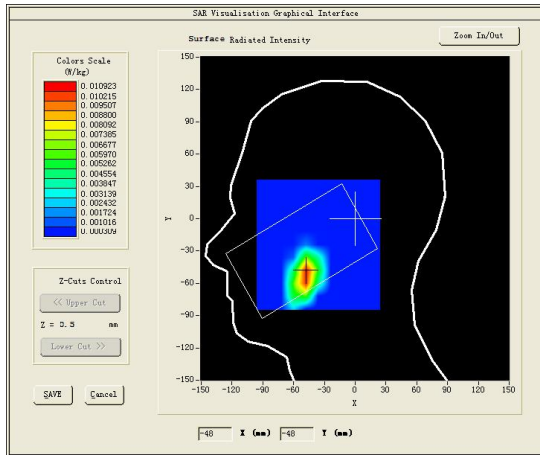 SAR Visualisation Graphical Interface
Surface Radiated Intensity
Zoom In/Out
Colors Scale
(W/kg)
0.010923
0.010215
0.009507
0.008800
0.008092
0.007385
0.006677
0.005970
0.005262
0.004554
0.003847
0.003139
0.002432
0.001724
0.001016
0.000309
Z-Cuts Control
<< Upper Cut
Z = 3.5 mm
Lower Cut >>
SAVE
Cancel
150
120
90
60
30
0
-30
-60
-90
-120
-150
Y
-150 -120 -90 -60 -30 0 30 60 90 120 150
X
-48 X (mm) -48 Y (mm)